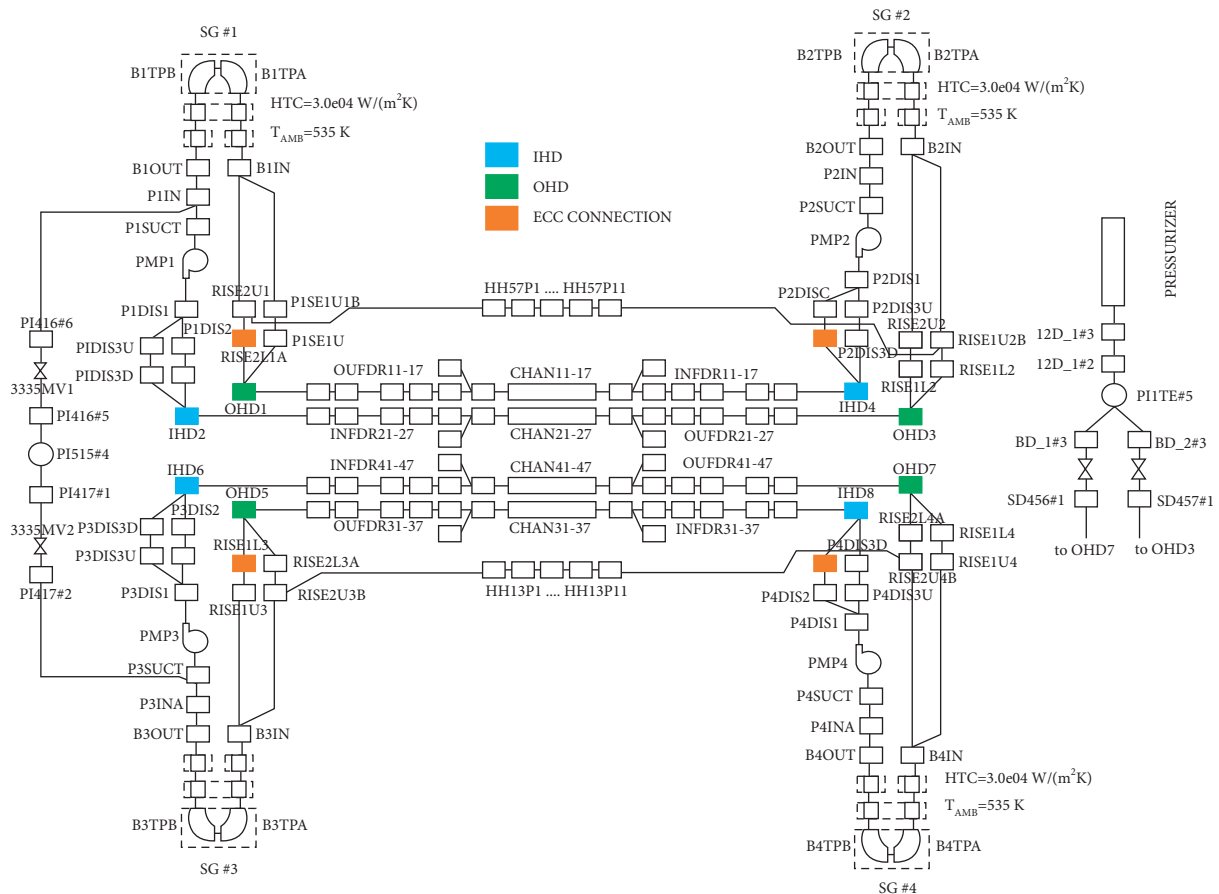 SG #1
B1TPB
B1TPA
HTC=3.0e04 W/(m²K)
T_AMB=535 K
B1OUT
B1IN
P1IN
P1SUCT
PMP1
P1DIS1
RISE2U1
P1SE1U1B
P1DIS2
P1SE1U
PIDIS3U
PIDIS3D
RISE2L1A
IHD2
OHD1
PI416#6
3335MV1
PI416#5
PI515#4
PI417#1
3335MV2
PI417#2
IHD
OHD
ECC CONNECTION
HH57P1 .... HH57P11
OUFDR11-17
CHAN11-17
INFDR11-17
INFDR21-27
CHAN21-27
OUFDR21-27
INFDR41-47
CHAN41-47
OUFDR41-47
OUFDR31-37
CHAN31-37
INFDR31-37
HH13P1 .... HH13P11
SG #2
B2TPB
B2TPA
HTC=3.0e04 W/(m²K)
T_AMB=535 K
B2OUT
B2IN
P2IN
P2SUCT
PMP2
P2DIS1
P2DISC
P2DIS3U
RISE2U2
P2DIS3D
RISE1U2B
RISE1L2
RISE1L2
IHD4
OHD3
PRESSURIZER
12D_1#3
12D_1#2
PI1TE#5
BD_1#3
BD_2#3
SD456#1
SD457#1
to OHD7
to OHD3
IHD6
OHD5
P3DIS2
P3DIS3D
P3DIS3U
RISE1L3
RISE2L3A
P3DIS1
RISE1U3
RISE2U3B
PMP3
P3SUCT
P3INA
B3OUT
B3IN
B3TPB
B3TPA
SG #3
OHD7
IHD8
RISE2L4A
P4DIS3D
RISE1L4
RISE1U4
RISE2U4B
P4DIS2
P4DIS3U
P4DIS1
PMP4
P4SUCT
P4INA
B4OUT
B4IN
HTC=3.0e04 W/(m²K)
T_AMB=535 K
B4TPB
B4TPA
SG #4